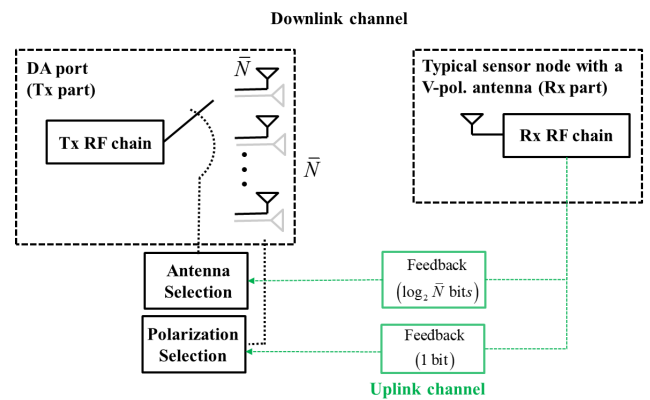 Downlink channel
DA port
(Tx part)
N̅
Tx RF chain
N̅
Typical sensor node with a
V-pol. antenna (Rx part)
Rx RF chain
Antenna
Selection
Feedback
(log₂ N̅ bits)
Polarization
Selection
Feedback
(1 bit)
Uplink channel